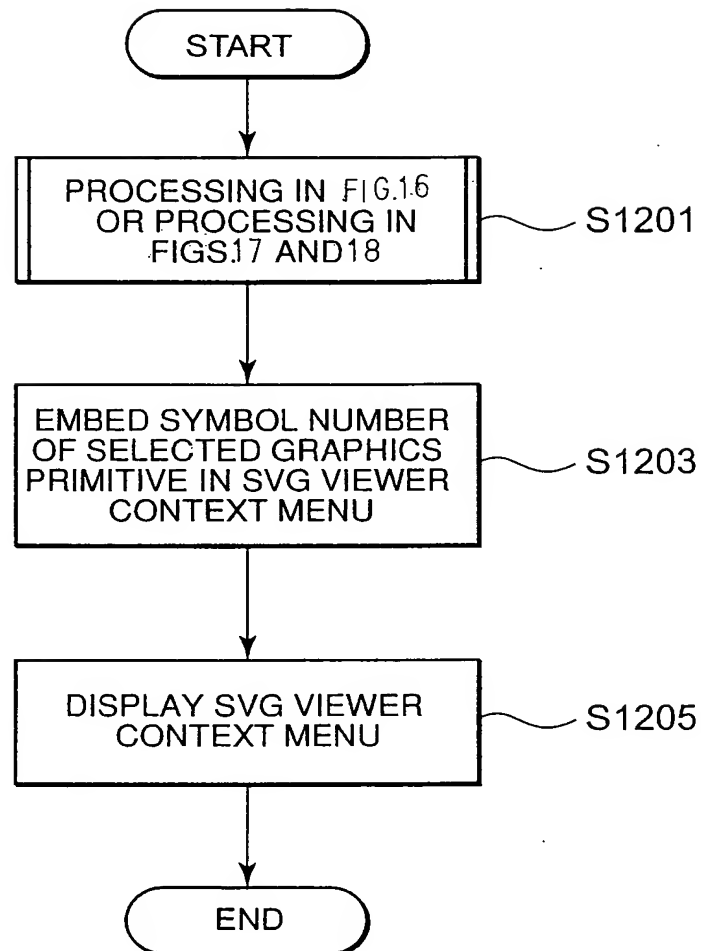 START
PROCESSING IN FIG.16
OR PROCESSING IN
FIGS.17 AND18
S1201
EMBED SYMBOL NUMBER
OF SELECTED GRAPHICS
PRIMITIVE IN SVG VIEWER
CONTEXT MENU
S1203
DISPLAY SVG VIEWER
CONTEXT MENU
S1205
END